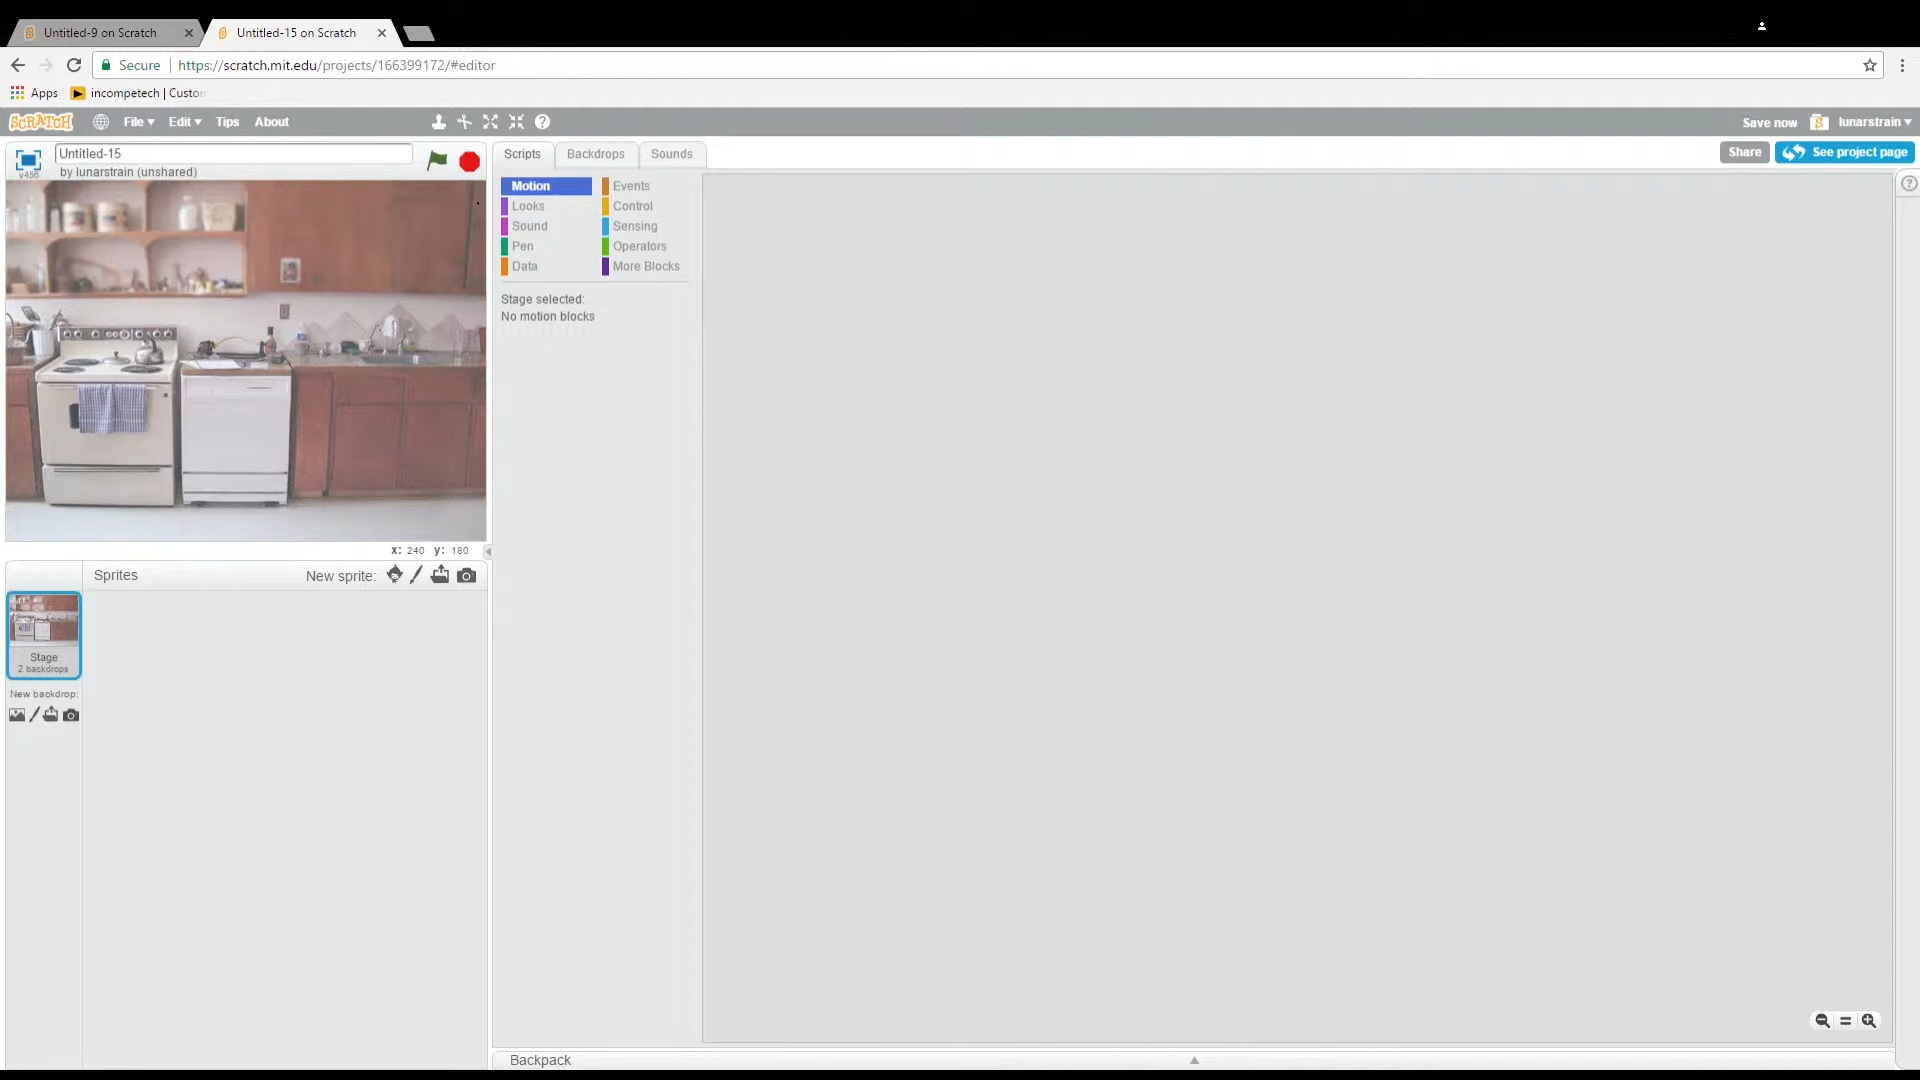 Untitled-9 on Scratch
Untitled-15 on Scratch
Secure
https://scratch.mit.edu/projects/166399172/#editor
Apps
incompetech | Custom
SCRATCH
File
Edit
Tips
About
Save now
lunarstrain
v456
Untitled-15
by lunarstrain (unshared)
Scripts
Backdrops
Sounds
Share
See project page
Motion
Looks
Sound
Pen
Data
Events
Control
Sensing
Operators
More Blocks
Stage selected:
No motion blocks
x: 240 y: 180
Sprites
New sprite:
Stage
2 backdrops
New backdrop:
Backpack